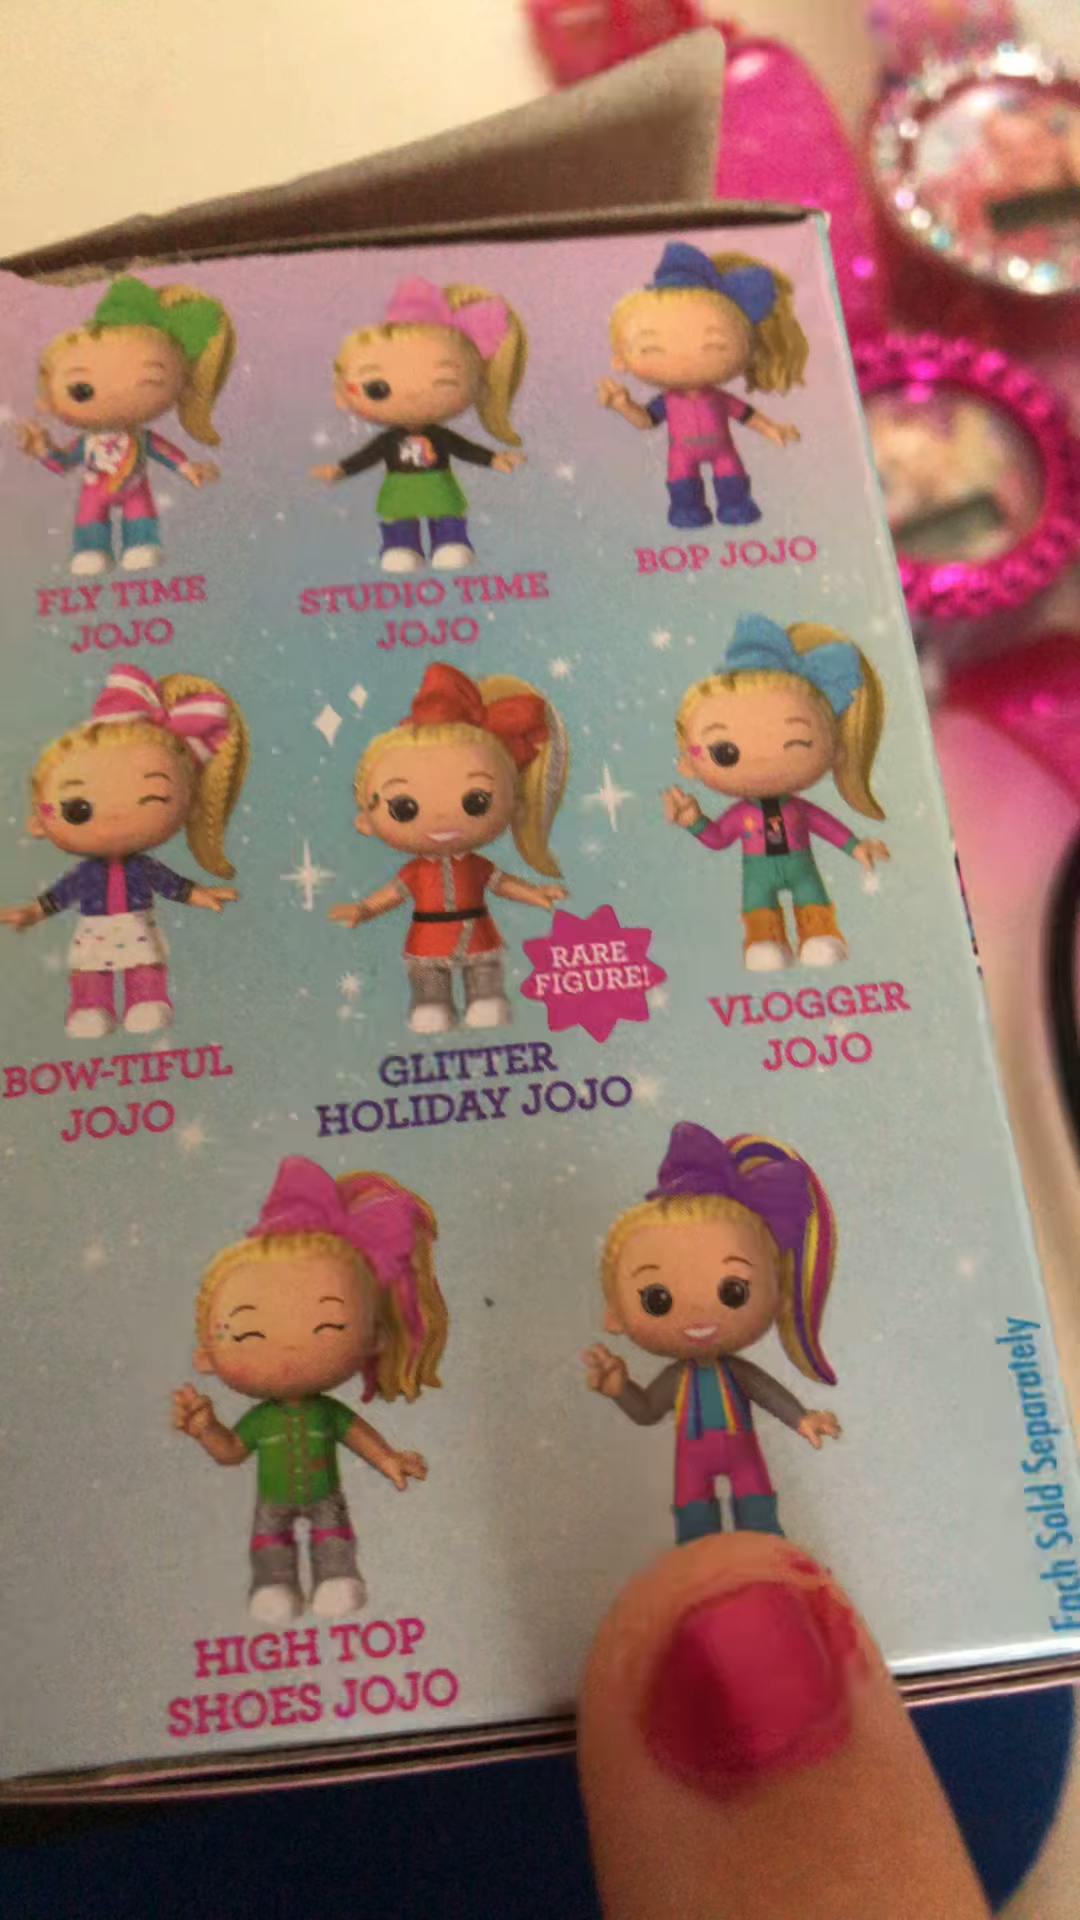 FLY TIME
JOJO
STUDIO TIME
JOJO
BOP JOJO
BOW-TIFUL
JOJO
GLITTER
HOLIDAY JOJO
RARE
FIGURE!
VLOGGER
JOJO
HIGH TOP
SHOES JOJO
Each Sold Separately